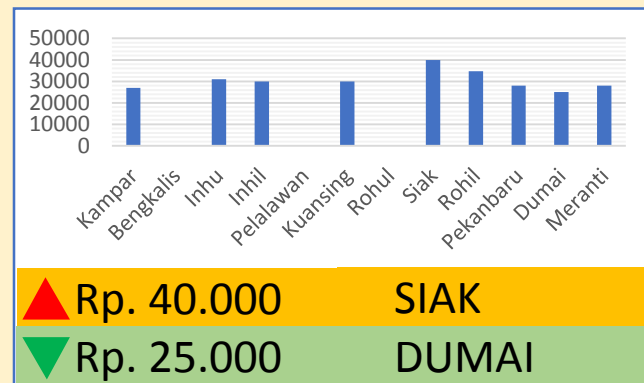 50000
40000
30000
20000
10000
0
Kampar
Bengkalis
Inhu
Inhil
Pelalawan
Kuansing
Rohul
Siak
Rohil
Pekanbaru
Dumai
Meranti
Rp. 40.000 SIAK
Rp. 25.000 DUMAI